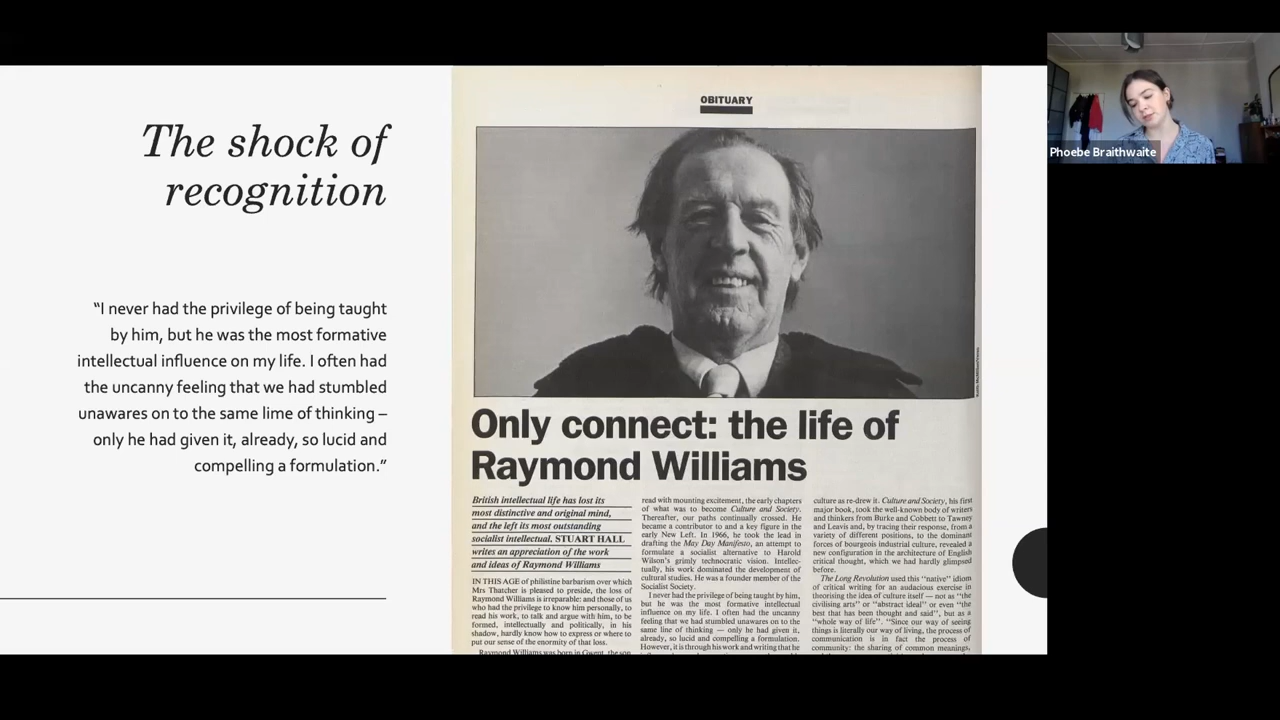 The shock of
recognition
“I never had the privilege of being taught
by him, but he was the most formative
intellectual influence on my life. I often had
the uncanny feeling that we had stumbled
unawares on to the same lime of thinking –
only he had given it, already, so lucid and
compelling a formulation.”
OBITUARY
Only connect: the life of
Raymond Williams
British intellectual life has lost its
most distinctive and original mind,
and the left its most outstanding
socialist intellectual. STUART HALL
writes an appreciation of the work
and ideas of Raymond Williams
IN THIS AGE of philistine barbarism over which
Mrs Thatcher is pleased to preside, the loss of
Raymond Williams is irreparable: and those of us
who had the privilege to know him personally, to
read his work, to talk and argue with him, to be
formed, intellectually and politically, in his
shadow, hardly know how to express or where to
put our sense of the enormity of that loss.
Raymond Williams was born in Gwent, the son
read with mounting excitement, the early chapters
of what was to become Culture and Society.
Thereafter, our paths continually crossed. He
became a contributor to and a key figure in the
early New Left. In 1966, he took the lead in
drafting the May Day Manifesto, an attempt to
formulate a socialist alternative to Harold
Wilson's grimly technocratic vision. Intellec-
tually, his work dominated the development of
cultural studies. He was a founder member of the
Socialist Society.
I never had the privilege of being taught by him,
but he was the most formative intellectual
influence on my life. I often had the uncanny
feeling that we had stumbled unawares on to the
same line of thinking — only he had given it,
already, so lucid and compelling a formulation.
However, it is through his work and writing that he
culture as re-drew it. Culture and Society, his first
major book, took the well-known body of writers
and thinkers from Burke and Cobbett to Tawney
and Leavis and, by tracing their response, from a
variety of different positions, to the dominant
forces of bourgeois industrial culture, revealed a
new configuration in the architecture of English
critical thought, which we had hardly glimpsed
before.
The Long Revolution used this “native” idiom
of critical writing for an audacious exercise in
theorising the idea of culture itself — not as “the
civilising arts” or “abstract ideal” or even “the
best that has been thought and said”, but as a
“whole way of life”. “Since our way of seeing
things is literally our way of living, the process of
communication is in fact the process of
community: the sharing of common meanings,
Phoebe Braithwaite